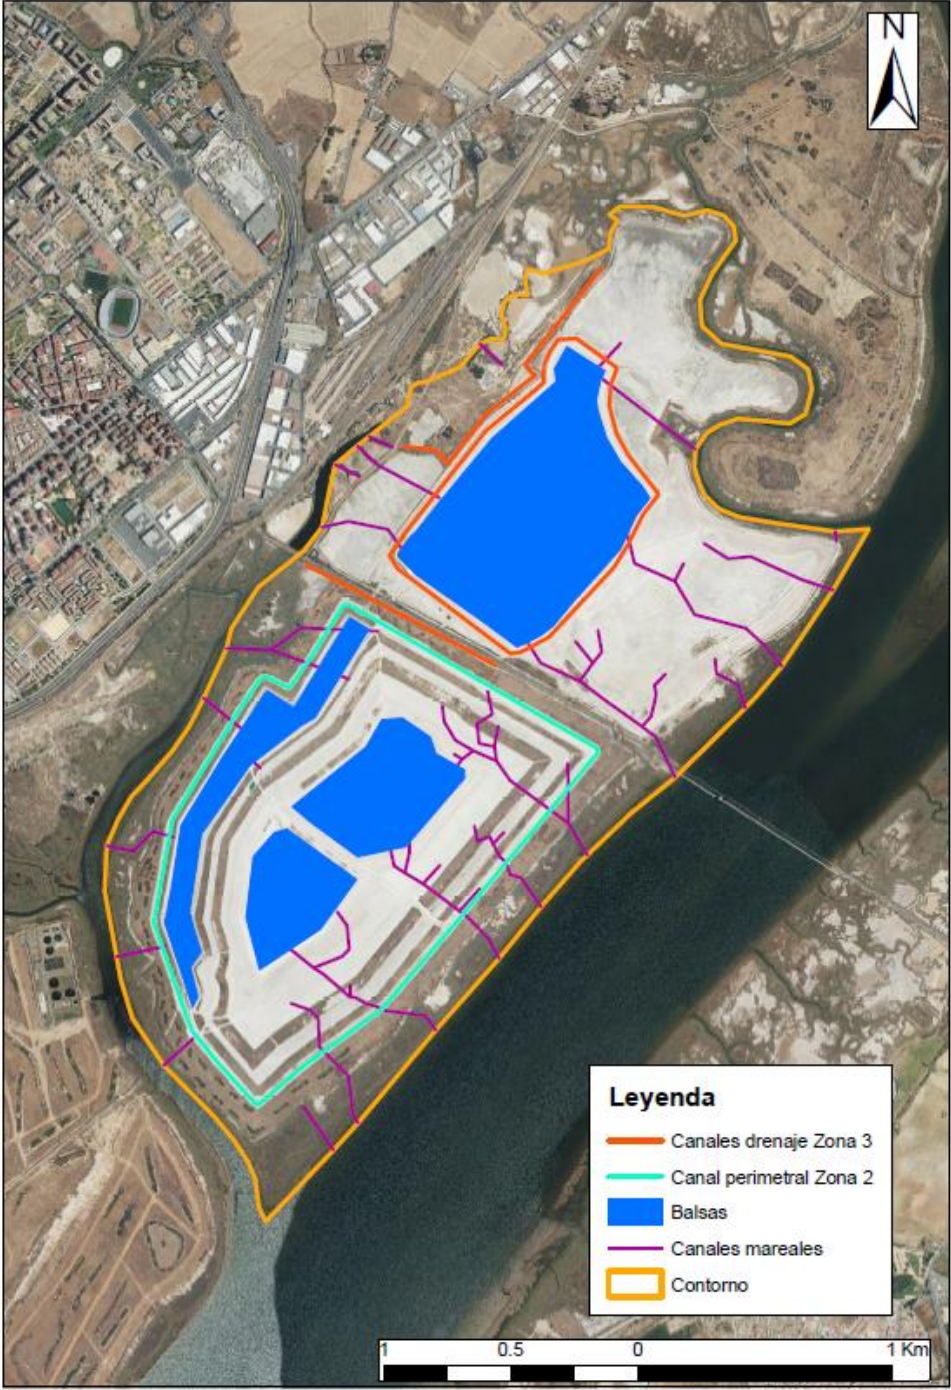 N
Leyenda
Canales drenaje Zona 3
Canal perimetral Zona 2
Balsas
Canales mareales
Contorno
1 0.5 0 1 Km